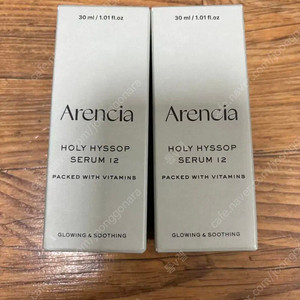 30 ml / 1.01 fl.oz
Arencia
HOLY HYSSOP
SERUM 12
PACKED WITH VITAMINS
GLOWING & SOOTHING
30 ml / 1.01 fl.oz
Arencia
HOLY HYSSOP
SERUM 12
PACKED WITH VITAMINS
GLOWING & SOOTHING